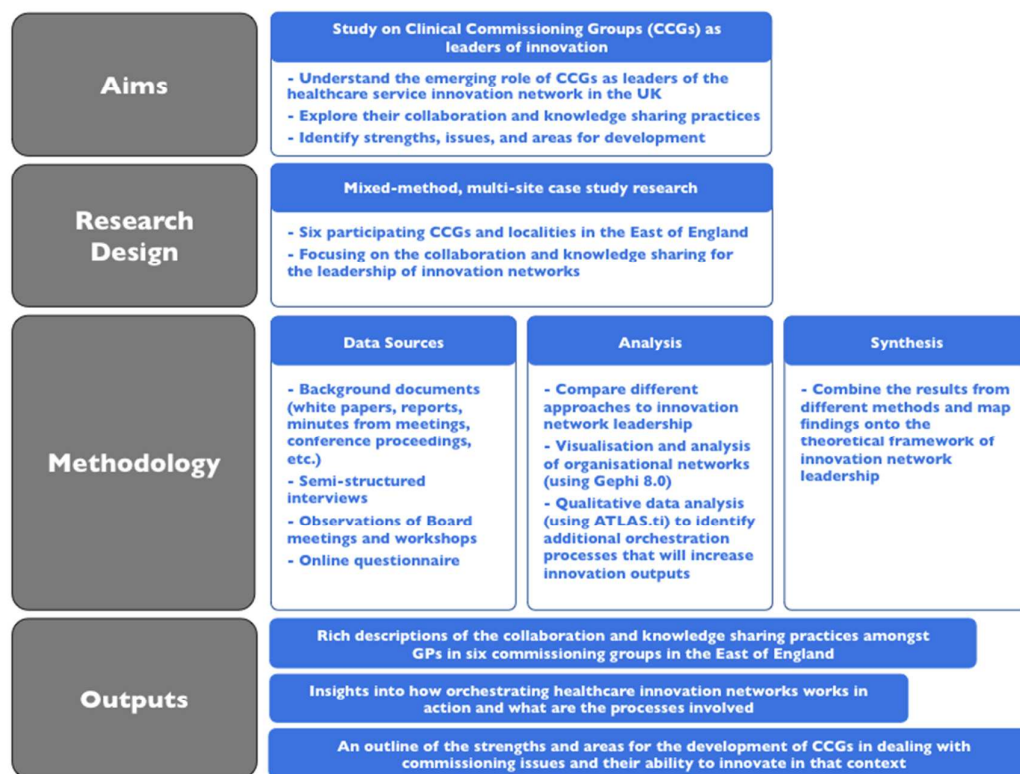 Aims
Study on Clinical Commissioning Groups (CCGs) as
leaders of innovation
- Understand the emerging role of CCGs as leaders of the
healthcare service innovation network in the UK
- Explore their collaboration and knowledge sharing practices
- Identify strengths, issues, and areas for development
Research
Design
Mixed-method, multi-site case study research
- Six participating CCGs and localities in the East of England
- Focusing on the collaboration and knowledge sharing for
the leadership of innovation networks
Methodology
Data Sources
- Background documents
(white papers, reports,
minutes from meetings,
conference proceedings,
etc.)
- Semi-structured
interviews
- Observations of Board
meetings and workshops
- Online questionnaire
Analysis
- Compare different
approaches to innovation
network leadership
- Visualisation and analysis
of organisational networks
(using Gephi 8.0)
- Qualitative data analysis
(using ATLAS.ti) to identify
additional orchestration
processes that will increase
innovation outputs
Synthesis
- Combine the results from
different methods and map
findings onto the
theoretical framework of
innovation network
leadership
Outputs
Rich descriptions of the collaboration and knowledge sharing practices amongst
GPs in six commissioning groups in the East of England
Insights into how orchestrating healthcare innovation networks works in
action and what are the processes involved
An outline of the strengths and areas for the development of CCGs in dealing with
commissioning issues and their ability to innovate in that context